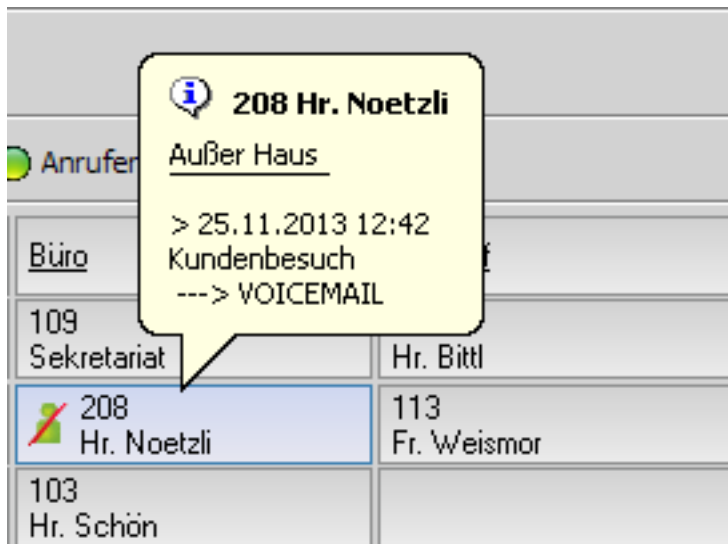 208 Hr. Noetzli
Außer Haus
> 25.11.2013 12:42
Kundenbesuch
---> VOICEMAIL
Anrufer
Büro
109
Sekretariat
Hr. Bittl
208
Hr. Noetzli
113
Fr. Weismor
103
Hr. Schön